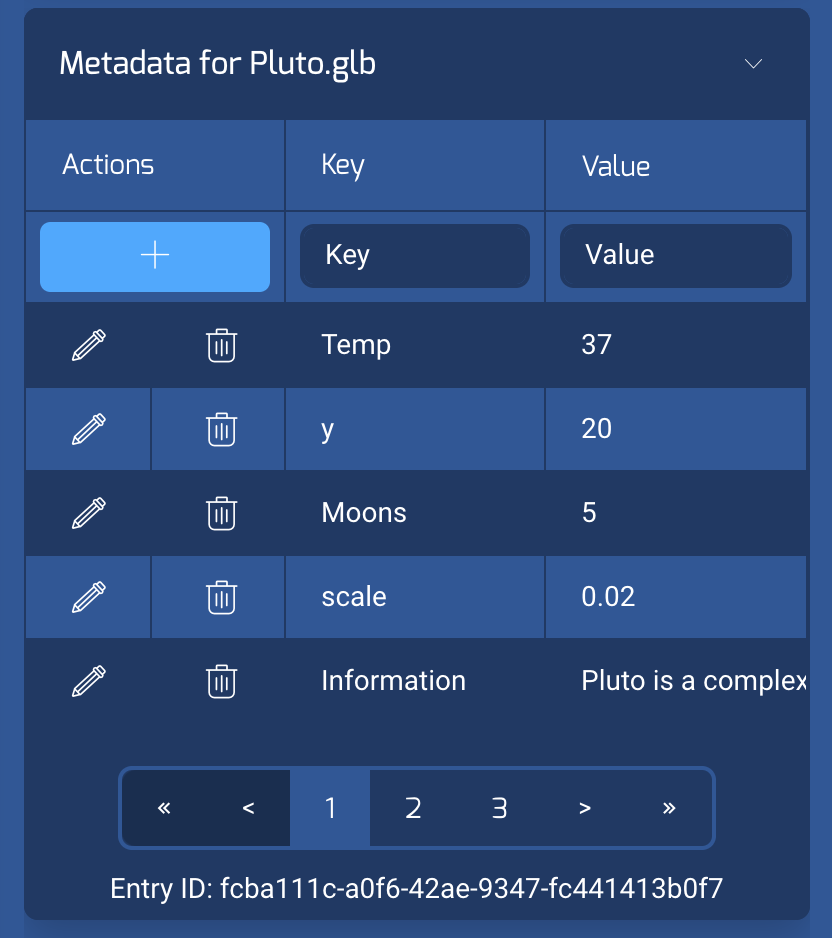 Metadata for Pluto.glb
Actions Key Value
Key Value
Temp 37
y 20
Moons 5
scale 0.02
Information Pluto is a complex
« < 1 2 3 > »
Entry ID: fcba111c-a0f6-42ae-9347-fc441413b0f7